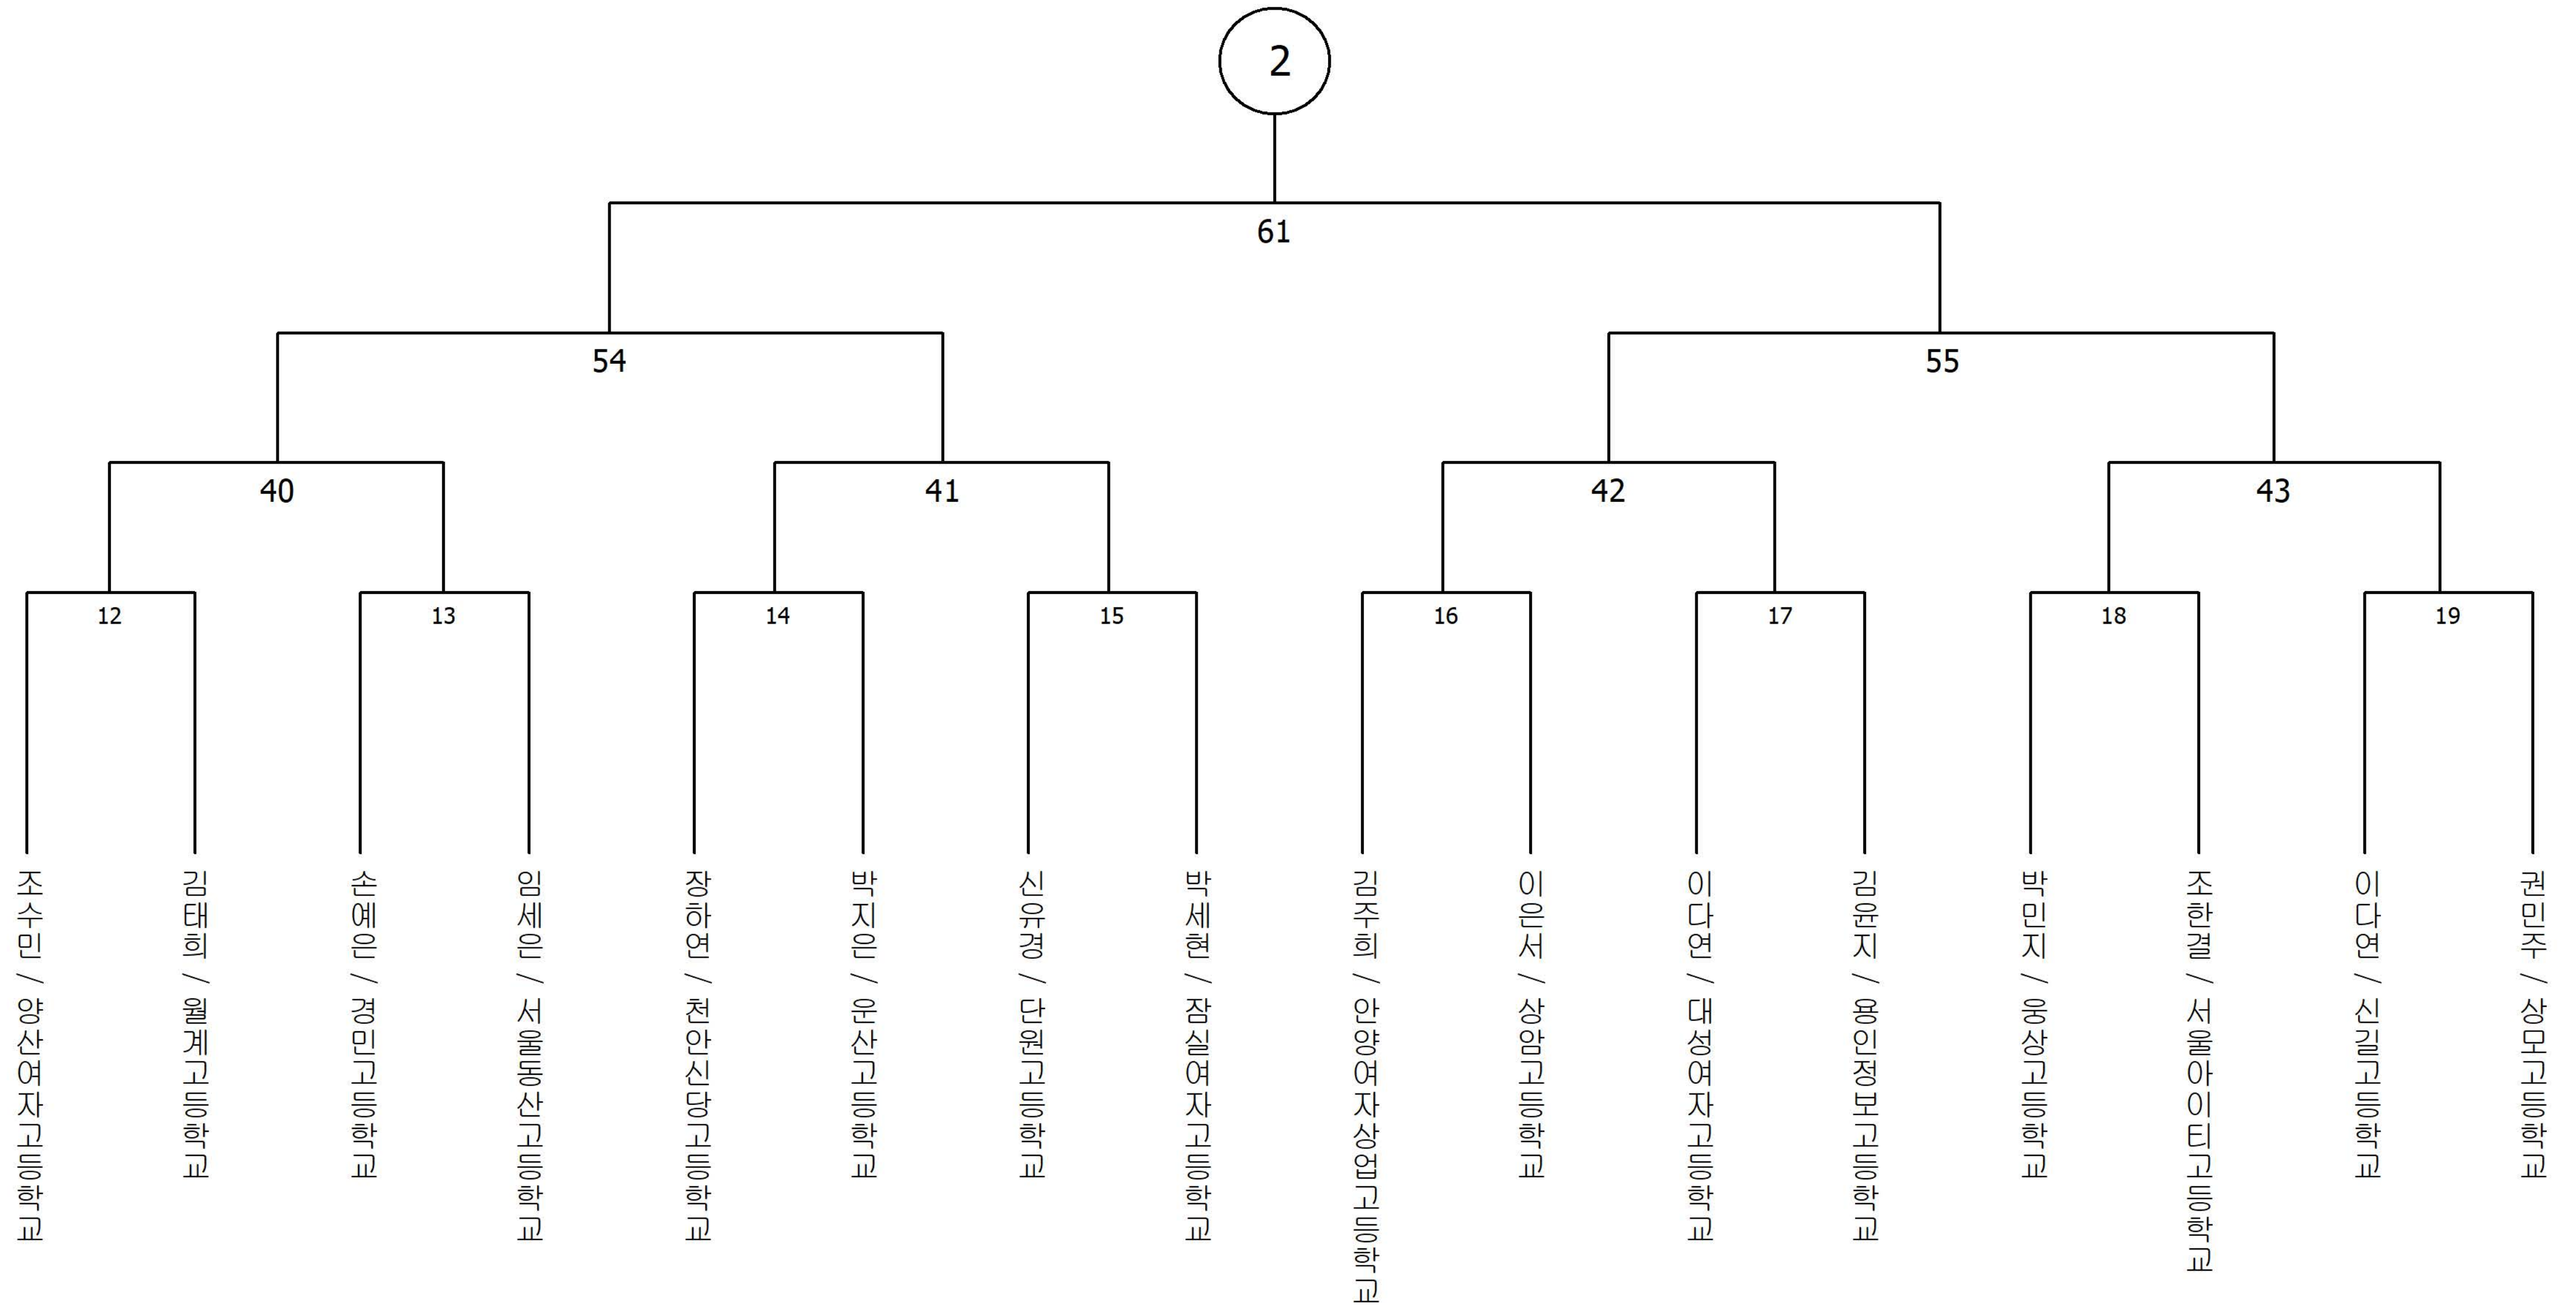 2
61
54
55
40
41
42
43
12
13
14
15
16
17
18
19
조수민 / 양산여자고등학교
김태희 / 월계고등학교
손예은 / 경민고등학교
임세은 / 서울동산고등학교
장하연 / 천안신당고등학교
박지은 / 운산고등학교
신유경 / 단원고등학교
박세현 / 잠실여자고등학교
김주희 / 안양여자상업고등학교
이은서 / 상암고등학교
이다연 / 대성여자고등학교
김윤지 / 용인정보고등학교
박민지 / 웅상고등학교
조한결 / 서울아이티고등학교
이다연 / 신길고등학교
권민주 / 상모고등학교